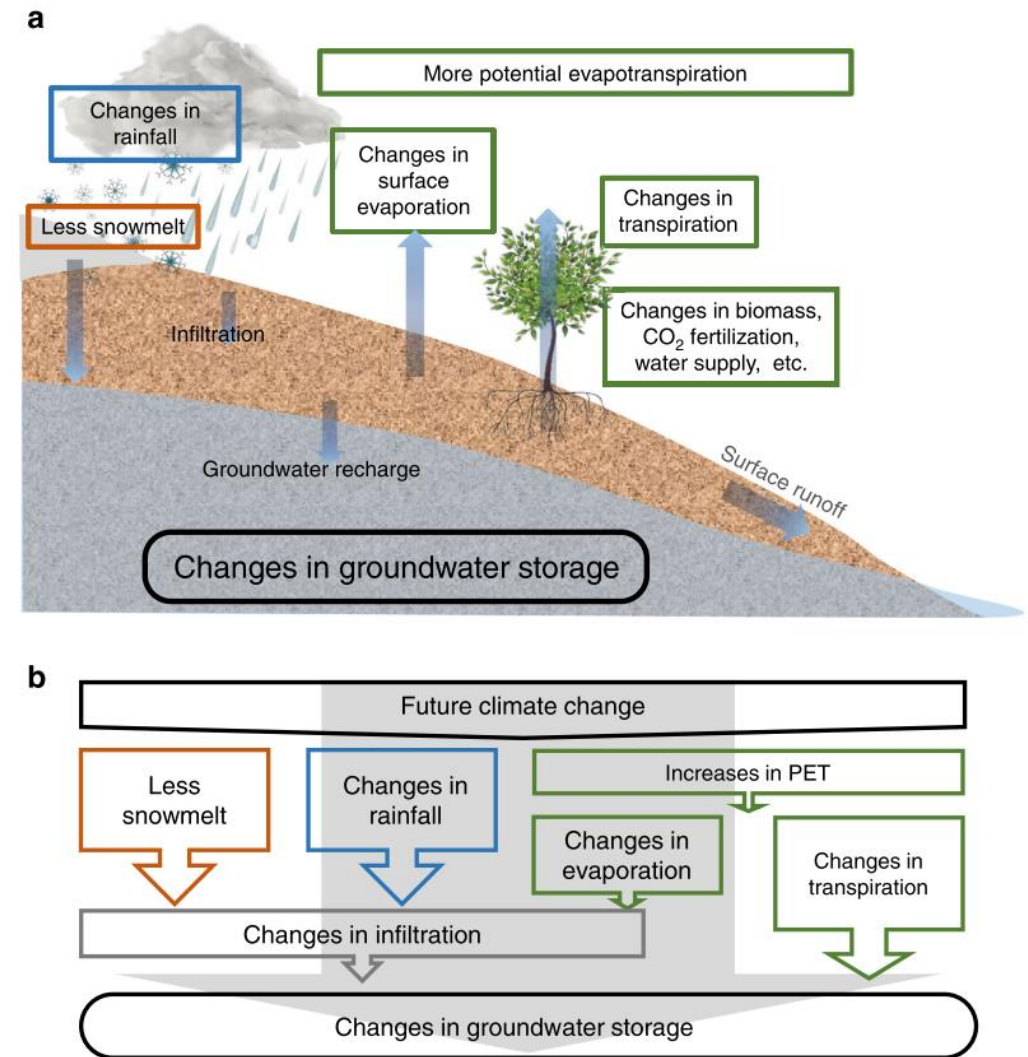 a
More potential evapotranspiration
Changes in
rainfall
Changes in
surface
evaporation
Changes in
transpiration
Less snowmelt
Changes in biomass,
CO₂ fertilization,
water supply, etc.
Infiltration
Groundwater recharge
Surface runoff
Changes in groundwater storage
b
Future climate change
Less
snowmelt
Changes in
rainfall
Increases in PET
Changes in
evaporation
Changes in
transpiration
Changes in infiltration
Changes in groundwater storage